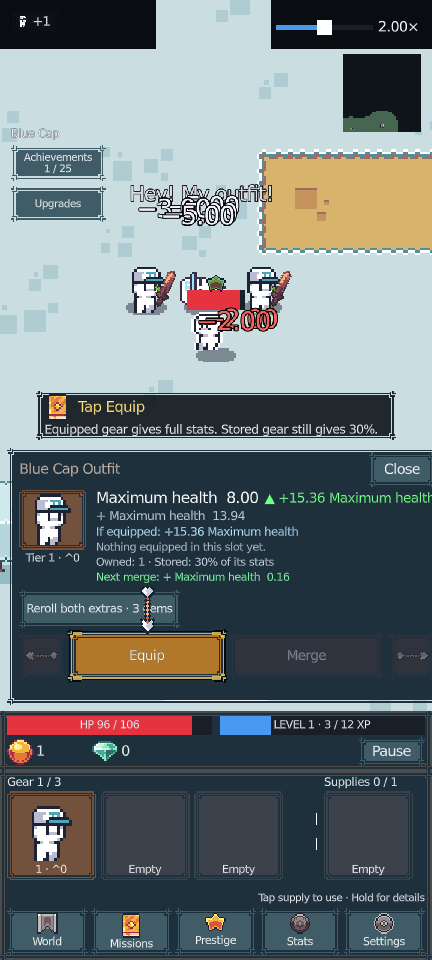 +1
2.00×
Blue Cap
Achievements
1 / 25
Upgrades
Hey! My outfit!
−5.00
−2.00
Tap Equip
Equipped gear gives full stats. Stored gear still gives 30%.
Blue Cap Outfit
Close
Maximum health 8.00 ▲ +15.36 Maximum health
+ Maximum health 13.94
If equipped: +15.36 Maximum health
Nothing equipped in this slot yet.
Owned: 1 · Stored: 30% of its stats
Next merge: + Maximum health 0.16
Tier 1 · ^0
Reroll both extras · 3 items
Equip
Merge
HP 96 / 106
LEVEL 1 · 3 / 12 XP
1
0
Pause
Gear 1 / 3
Supplies 0 / 1
1 · ^0
Empty
Empty
Empty
Tap supply to use · Hold for details
World
Missions
Prestige
Stats
Settings